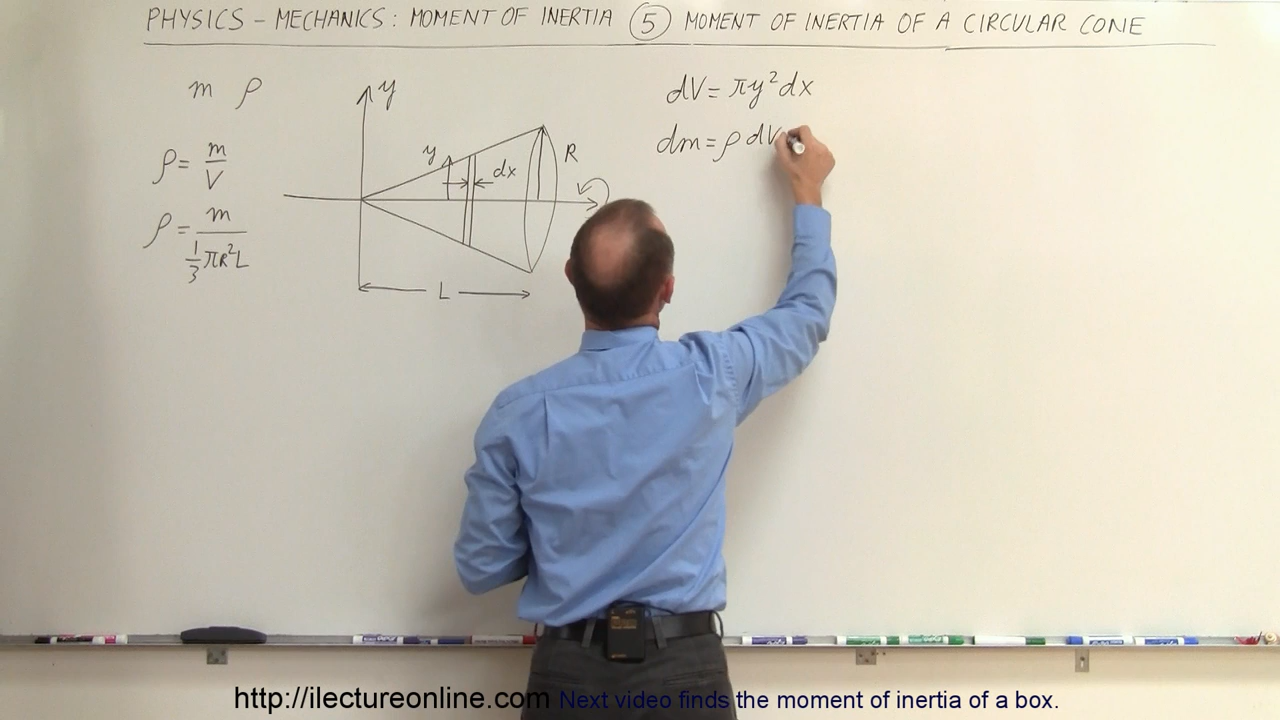 PHYSICS - MECHANICS: MOMENT OF INERTIA (5) MOMENT OF INERTIA OF A CIRCULAR CONE
m ρ
ρ = m/V
ρ = m / (1/3 πR²L)
y
y
dx
R
L
dV = πy²dx
dm = ρ dV
http://ilectureonline.com Next video finds the moment of inertia of a box.